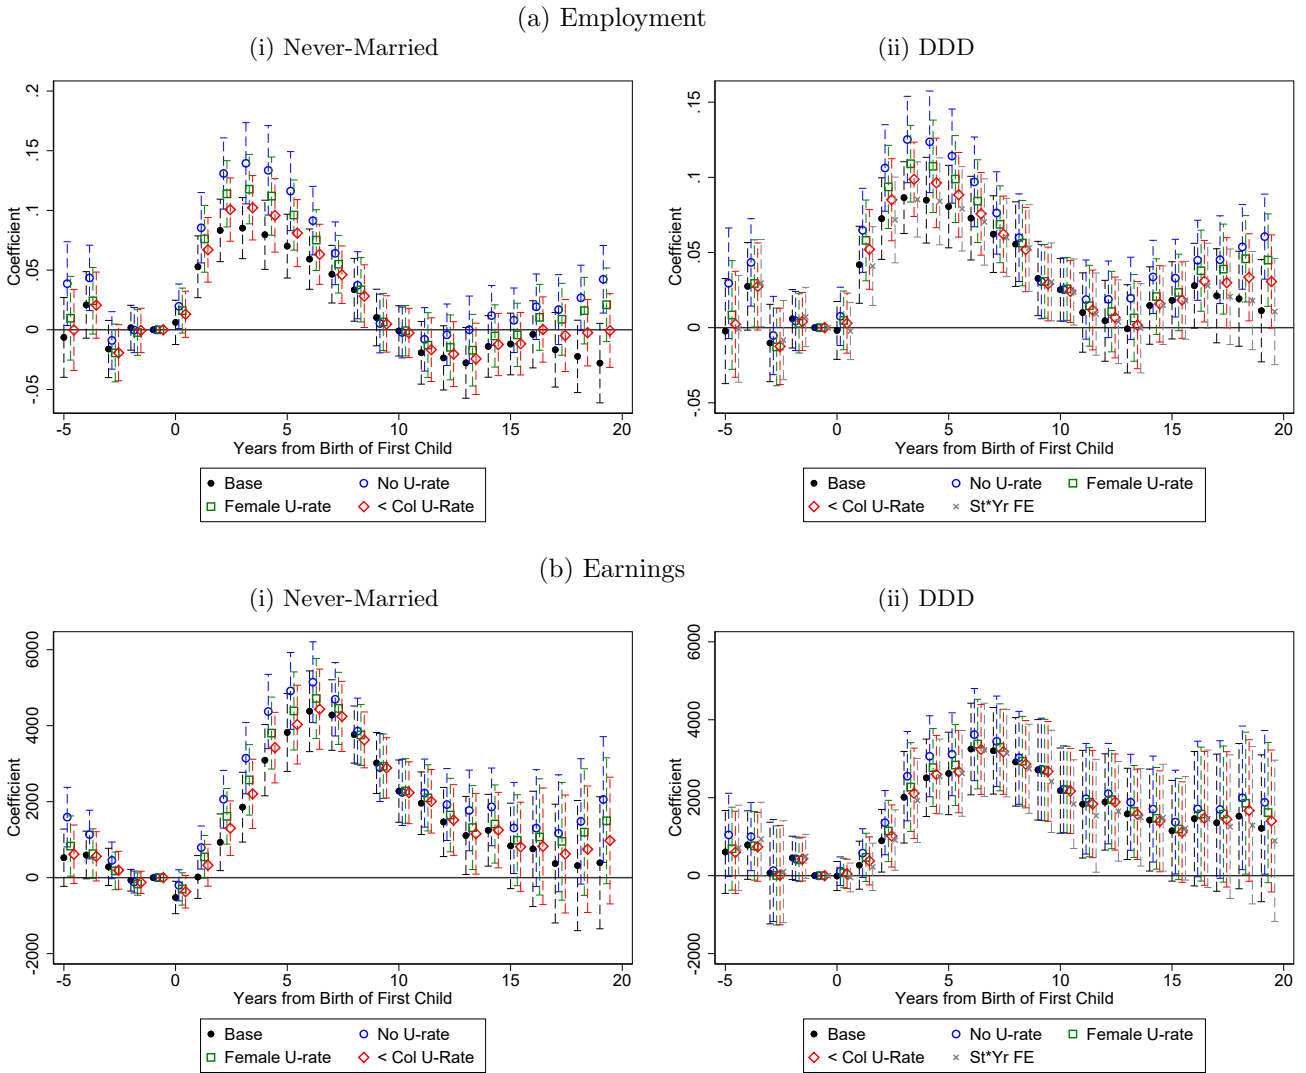 (a) Employment
(i) Never-Married
(ii) DDD
Coefficient
.2
.15
.1
.05
0
-.05
-5 0 5 10 15 20
Years from Birth of First Child
Base No U-rate
Female U-rate < Col U-Rate
Coefficient
.15
.1
.05
0
-.05
-5 0 5 10 15 20
Years from Birth of First Child
Base No U-rate Female U-rate
< Col U-Rate St*Yr FE
(b) Earnings
(i) Never-Married
(ii) DDD
Coefficient
6000
4000
2000
0
-2000
-5 0 5 10 15 20
Years from Birth of First Child
Base No U-rate
Female U-rate < Col U-Rate
Coefficient
6000
4000
2000
0
-2000
-5 0 5 10 15 20
Years from Birth of First Child
Base No U-rate Female U-rate
< Col U-Rate St*Yr FE